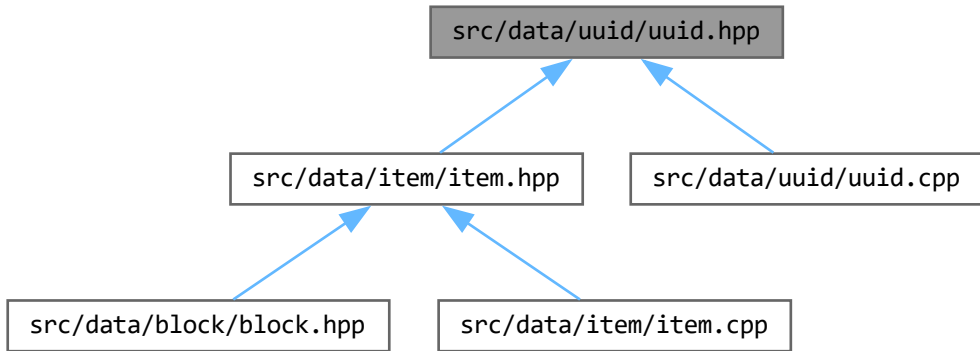 src/data/uuid/uuid.hpp
src/data/item/item.hpp
src/data/uuid/uuid.cpp
src/data/block/block.hpp
src/data/item/item.cpp